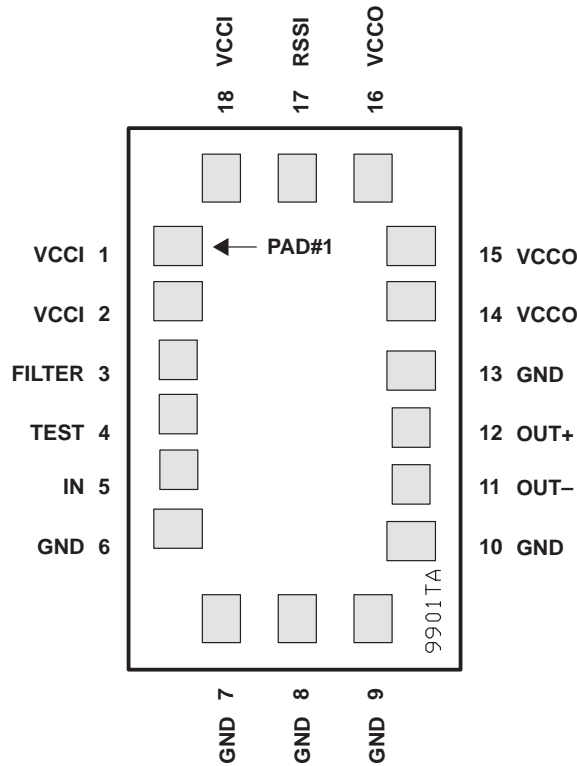 18 VCCI
17 RSSI
16 VCCO
VCCI 1
PAD#1
15 VCCO
VCCI 2
14 VCCO
FILTER 3
13 GND
TEST 4
12 OUT+
IN 5
11 OUT–
GND 6
10 GND
9901TA
GND 7
GND 8
GND 9